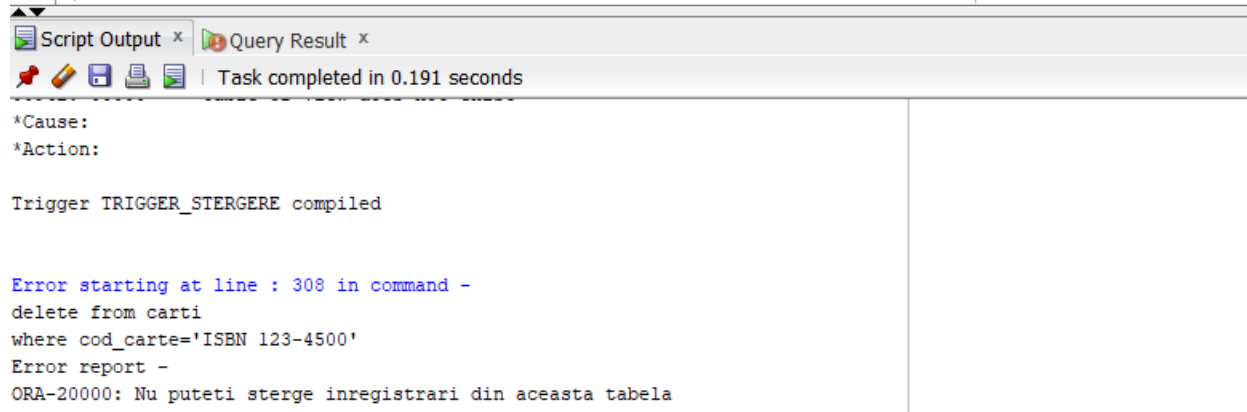 Script Output x Query Result x
Task completed in 0.191 seconds
*Cause:
*Action:
Trigger TRIGGER_STERGERE compiled
Error starting at line : 308 in command -
delete from carti
where cod_carte='ISBN 123-4500'
Error report -
ORA-20000: Nu puteti sterge inregistrari din aceasta tabela